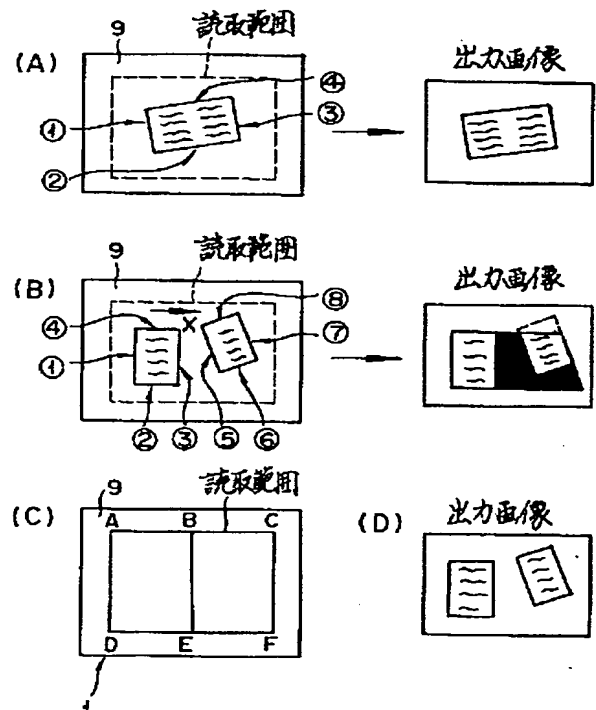 9 読取範囲
(A) 出力画像
④
① ③
②
9 読取範囲
(B) 出力画像
⑧
④ X
① ⑦
② ③ ⑤ ⑥
読取範囲
(C) 9 (D) 出力画像
A B C
D E F
1